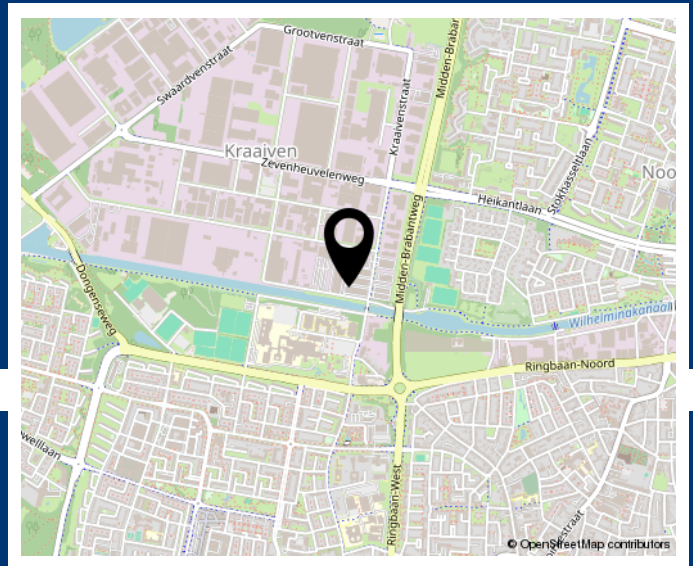 Grootvenstraat
Midden-Brabar
Swaardvenstraat
Kraaivenstraat
Kraaiven
Zevenheuvelenweg
Stokhasseltlaan
Noo
Heikantlaan
Midden-Brabantweg
Dongenseweg
Wilhelminakanaal
Ringbaan-Noord
welllaan
Ringbaan-West
straat
© OpenStreetMap contributors